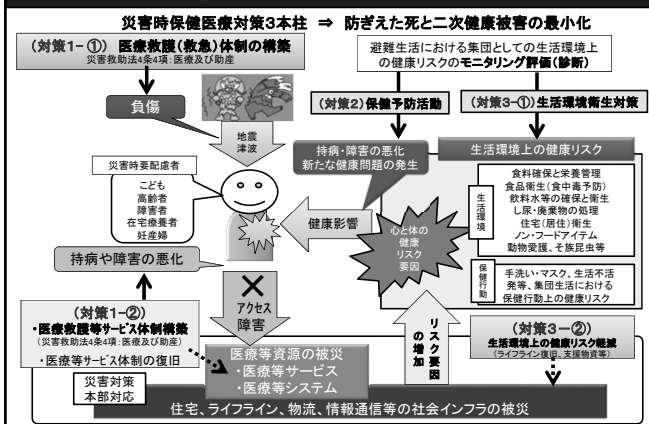 災害時保健医療対策3本柱 ⇒ 防ぎえた死と二次健康被害の最小化
(対策1-①) 医療救護(救急)体制の構築
災害救助法4条4項:医療及び助産
避難生活における集団としての生活環境上
の健康リスクのモニタリング評価(診断)
負傷
地震
津波
(対策2)保健予防活動
(対策3-①)生活環境衛生対策
持病・障害の悪化
新たな健康問題の発生
生活環境上の健康リスク
災害時要配慮者
こども
高齢者
障害者
在宅療養者
妊産婦
健康影響
心と体の
健康
リスク
要因
生活環境
食料確保と栄養管理
食品衛生(食中毒予防)
飲料水等の確保と衛生
し尿・廃棄物の処理
住宅(居住)衛生
ノン・フードアイテム
動物愛護、そ族昆虫等
保健行動
手洗い・マスク、生活不活
発等、集団生活における
保健行動上の健康リスク
持病や障害の悪化
アクセス
障害
(対策1-②)
・医療救護等サービス体制構築
(災害救助法4条4項:医療及び助産)
・医療等サービス体制の復旧
災害対策
本部対応
医療等資源の被災
・医療等サービス
・医療等システム
リスク要因
の増加
(対策3-②)
生活環境上の健康リスク軽減
(ライフライン復旧、支援物資等)
住宅、ライフライン、物流、情報通信等の社会インフラの被災